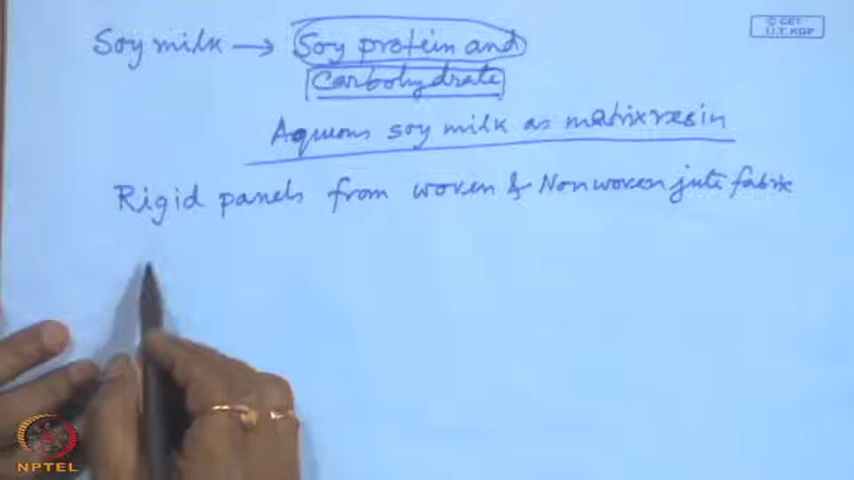 Soy milk → Soy protein and
Carbohydrate
© CET
I.I.T. KGP
Aqueous soy milk as matrix resin
Rigid panels from woven & Nonwoven jute fabric
NPTEL